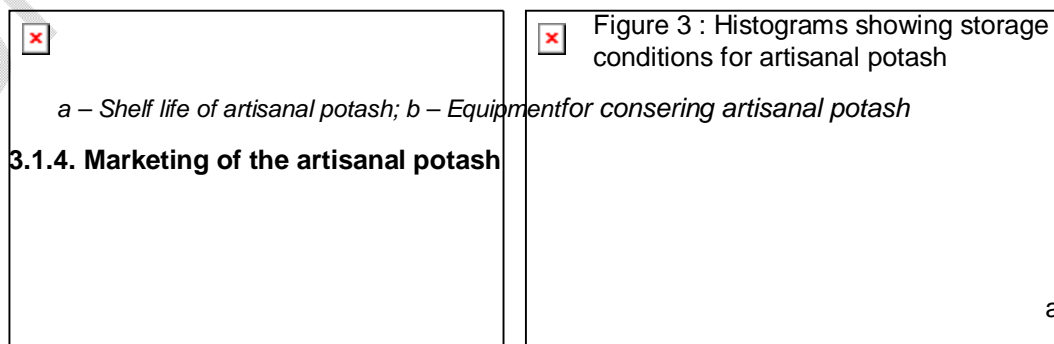 Figure 3 : Histograms showing storage
conditions for artisanal potash
a – Shelf life of artisanal potash; b – Equipmentfor consering artisanal potash
3.1.4. Marketing of the artisanal potash
a